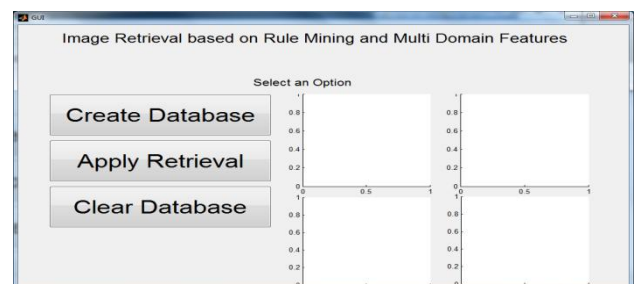 GUI
Image Retrieval based on Rule Mining and Multi Domain Features
Select an Option
Create Database
Apply Retrieval
Clear Database
0.8
0.6
0.4
0.2
0
0 0.5 1
0.8
0.6
0.4
0.2
0
0 0.5 1
1
0.8
0.6
0.4
0.2
1
0.8
0.6
0.4
0.2